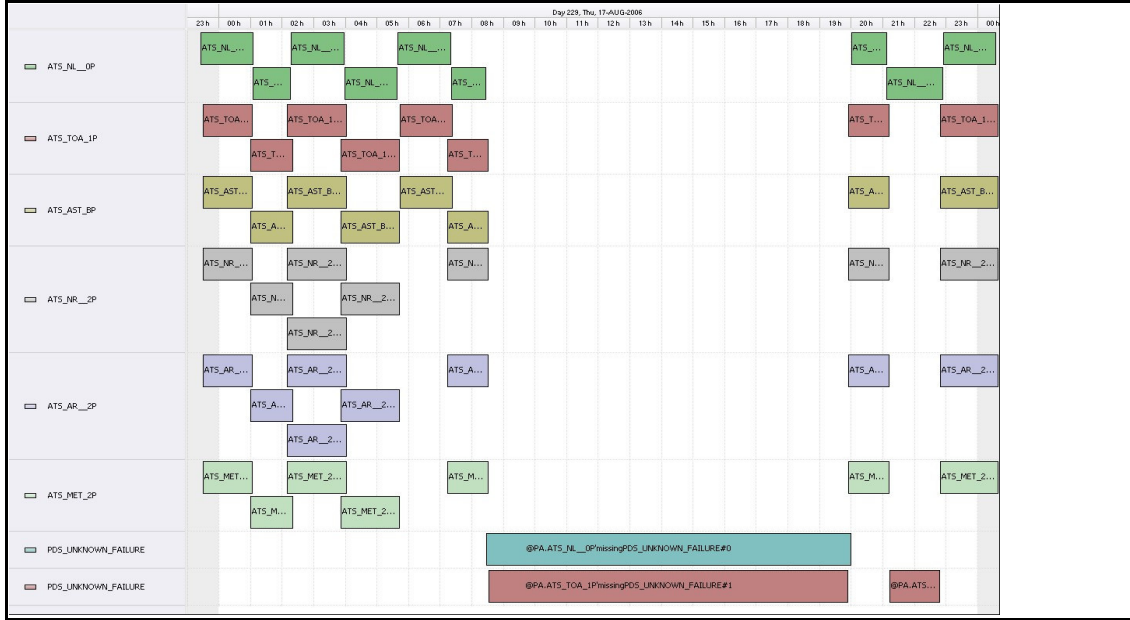 Day 229, Thu, 17-AUG-2006
23 h 00 h 01 h 02 h 03 h 04 h 05 h 06 h 07 h 08 h 09 h 10 h 11 h 12 h 13 h 14 h 15 h 16 h 17 h 18 h 19 h 20 h 21 h 22 h 23 h 00 h
ATS_NL__0P
ATS_NL_... ATS_NL__... ATS_NL__... ATS_... ATS_NL_...
ATS_... ATS_NL_... ATS_... ATS_NL__...
ATS_TOA_1P
ATS_TOA... ATS_TOA_1... ATS_TOA... ATS_T... ATS_TOA_1...
ATS_T... ATS_TOA_1... ATS_T...
ATS_AST_BP
ATS_AST... ATS_AST_B... ATS_AST... ATS_A... ATS_AST_B...
ATS_A... ATS_AST_B... ATS_A...
ATS_NR__2P
ATS_NR_... ATS_NR__2... ATS_N... ATS_N... ATS_NR__2...
ATS_N... ATS_NR__2...
ATS_NR__2...
ATS_AR__2P
ATS_AR_... ATS_AR__2... ATS_A... ATS_A... ATS_AR__2...
ATS_A... ATS_AR__2...
ATS_AR__2...
ATS_MET_2P
ATS_MET... ATS_MET_2... ATS_M... ATS_M... ATS_MET_2...
ATS_M... ATS_MET_2...
PDS_UNKNOWN_FAILURE @PA.ATS_NL__0P'missingPDS_UNKNOWN_FAILURE#0
PDS_UNKNOWN_FAILURE @PA.ATS_TOA_1P'missingPDS_UNKNOWN_FAILURE#1 @PA.ATS...